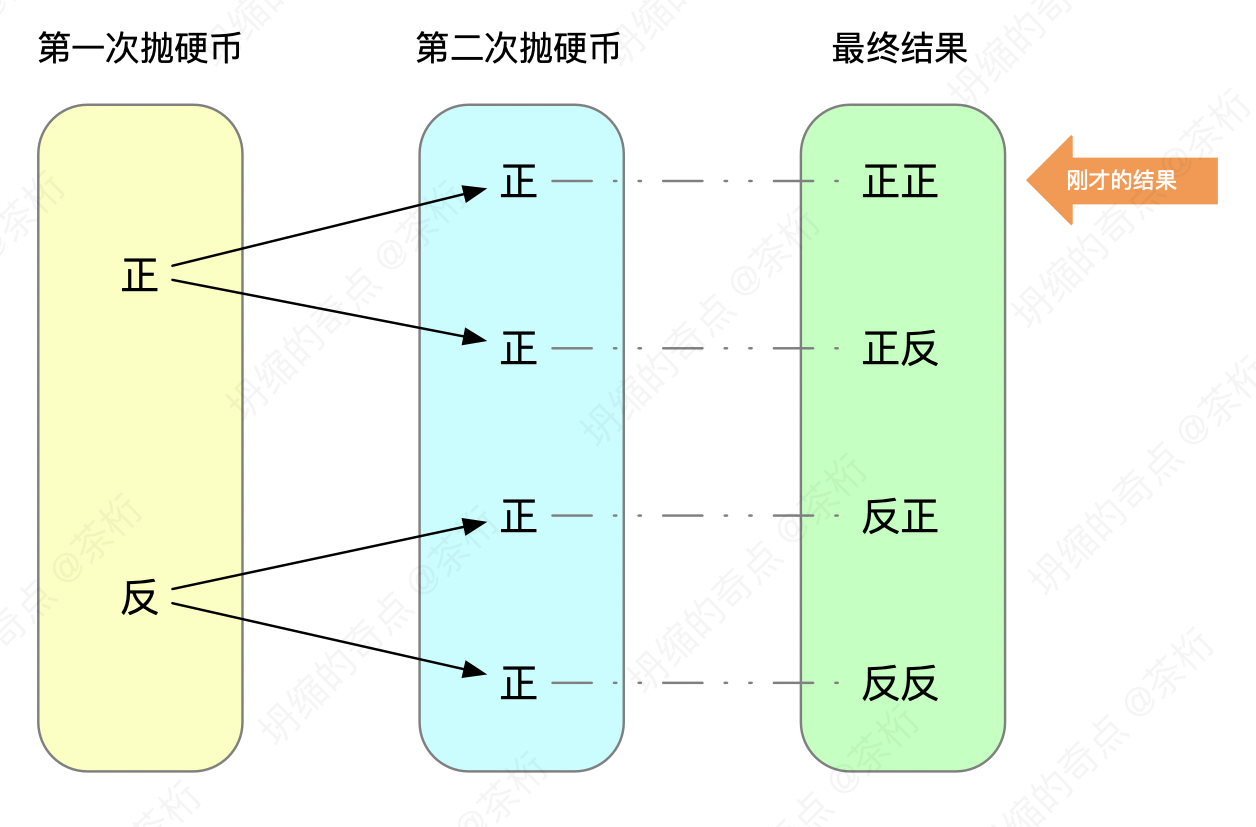 第一次抛硬币 第二次抛硬币 最终结果
正 正正
刚才的结果
正
正 正反
正 反正
反
正 反反
坍缩的奇点 @茶桁